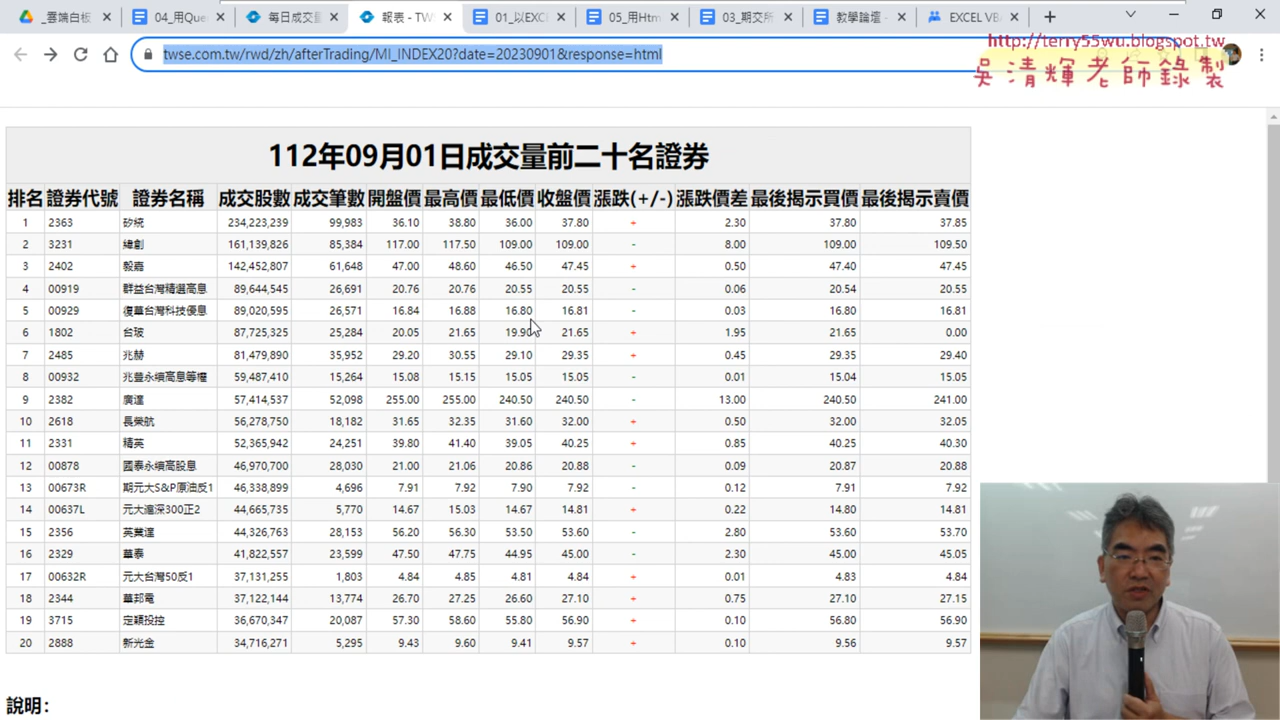 _雲端白板
04_用Que
每日成交量
報表 - TW
01_以EXC
05_用Htm
03_期交所
教學論壇 -
EXCEL VB
twse.com.tw/rwd/zh/afterTrading/MI_INDEX20?date=20230901&response=html
http://terry55wu.blogspot.tw
吳清輝老師錄製
112年09月01日成交量前二十名證券
排名 證券代號 證券名稱 成交股數 成交筆數 開盤價 最高價 最低價 收盤價 漲跌(+/-) 漲跌價差 最後揭示買價 最後揭示賣價
1 2363 矽統 234,223,239 99,983 36.10 38.80 36.00 37.80 + 2.30 37.80 37.85
2 3231 緯創 161,139,826 85,384 117.00 117.50 109.00 109.00 - 8.00 109.00 109.50
3 2402 毅嘉 142,452,807 61,648 47.00 48.60 46.50 47.45 + 0.50 47.40 47.45
4 00919 群益台灣精選高息 89,644,545 26,691 20.76 20.76 20.55 20.55 - 0.06 20.54 20.55
5 00929 復華台灣科技優息 89,020,595 26,571 16.84 16.88 16.80 16.81 - 0.03 16.80 16.81
6 1802 台玻 87,725,325 25,284 20.05 21.65 19.90 21.65 + 1.95 21.65 0.00
7 2485 兆赫 81,479,890 35,952 29.20 30.55 29.10 29.35 + 0.45 29.35 29.40
8 00932 兆豐永續高息等權 59,487,410 15,264 15.08 15.15 15.05 15.05 - 0.01 15.04 15.05
9 2382 廣達 57,414,537 52,098 255.00 255.00 240.50 240.50 - 13.00 240.50 241.00
10 2618 長榮航 56,278,750 18,182 31.65 32.35 31.60 32.00 + 0.50 32.00 32.05
11 2331 精英 52,365,942 24,251 39.80 41.40 39.05 40.25 + 0.85 40.25 40.30
12 00878 國泰永續高股息 46,970,700 28,030 21.00 21.06 20.86 20.88 - 0.09 20.87 20.88
13 00673R 期元大S&P原油反1 46,338,899 4,696 7.91 7.92 7.90 7.92 - 0.12 7.91 7.92
14 00637L 元大滬深300正2 44,665,735 5,770 14.67 15.03 14.67 14.81 + 0.22 14.80 14.81
15 2356 英業達 44,326,763 28,153 56.20 56.30 53.60 53.60 - 2.80 53.60 53.70
16 2329 華泰 41,822,557 23,599 47.50 47.75 44.95 45.00 - 2.30 45.00 45.05
17 00632R 元大台灣50反1 37,131,255 1,803 4.84 4.85 4.81 4.84 + 0.01 4.83 4.84
18 2344 華邦電 37,122,144 13,774 26.70 27.25 26.60 27.10 + 0.75 27.10 27.15
19 3715 定穎投控 36,670,347 20,087 57.30 58.60 55.80 56.90 + 0.10 56.80 56.90
20 2888 新光金 34,716,271 5,295 9.43 9.60 9.41 9.57 + 0.10 9.56 9.57
說明：